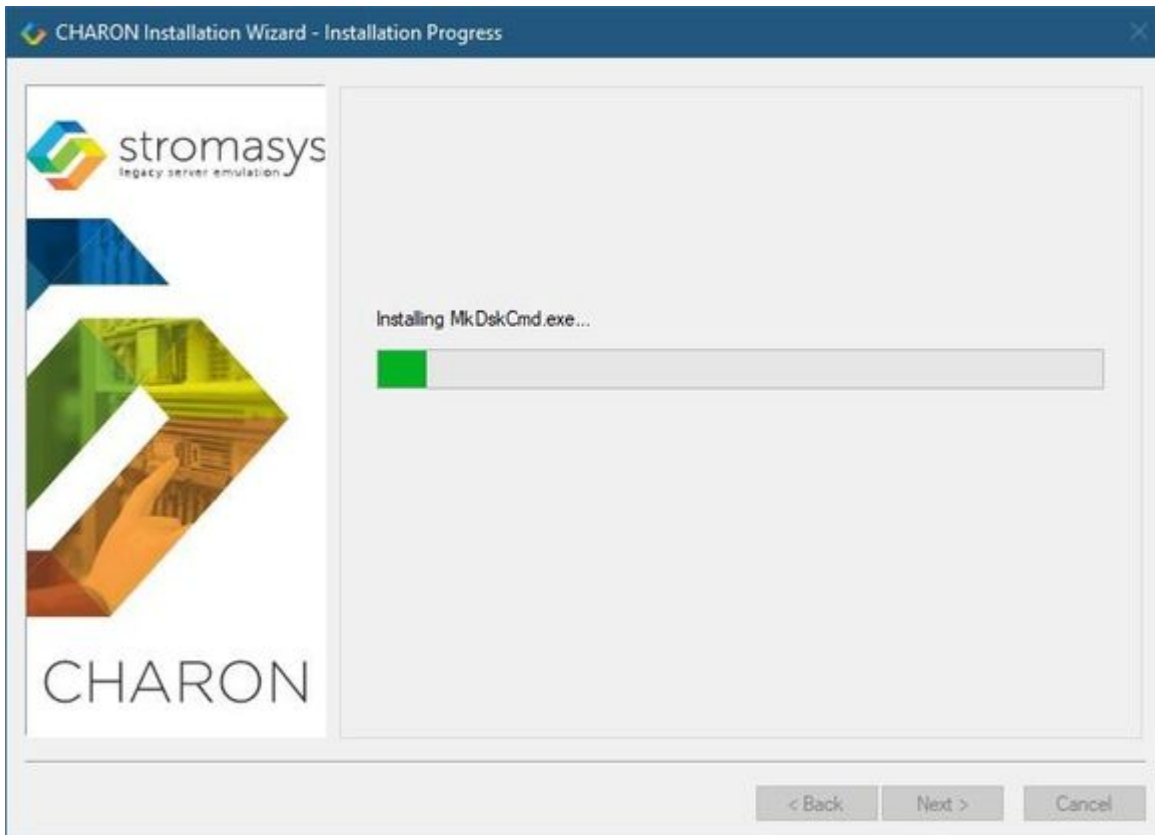 CHARON Installation Wizard - Installation Progress
stromasys
legacy server emulation
Installing MkDskCmd.exe...
CHARON
< Back
Next >
Cancel